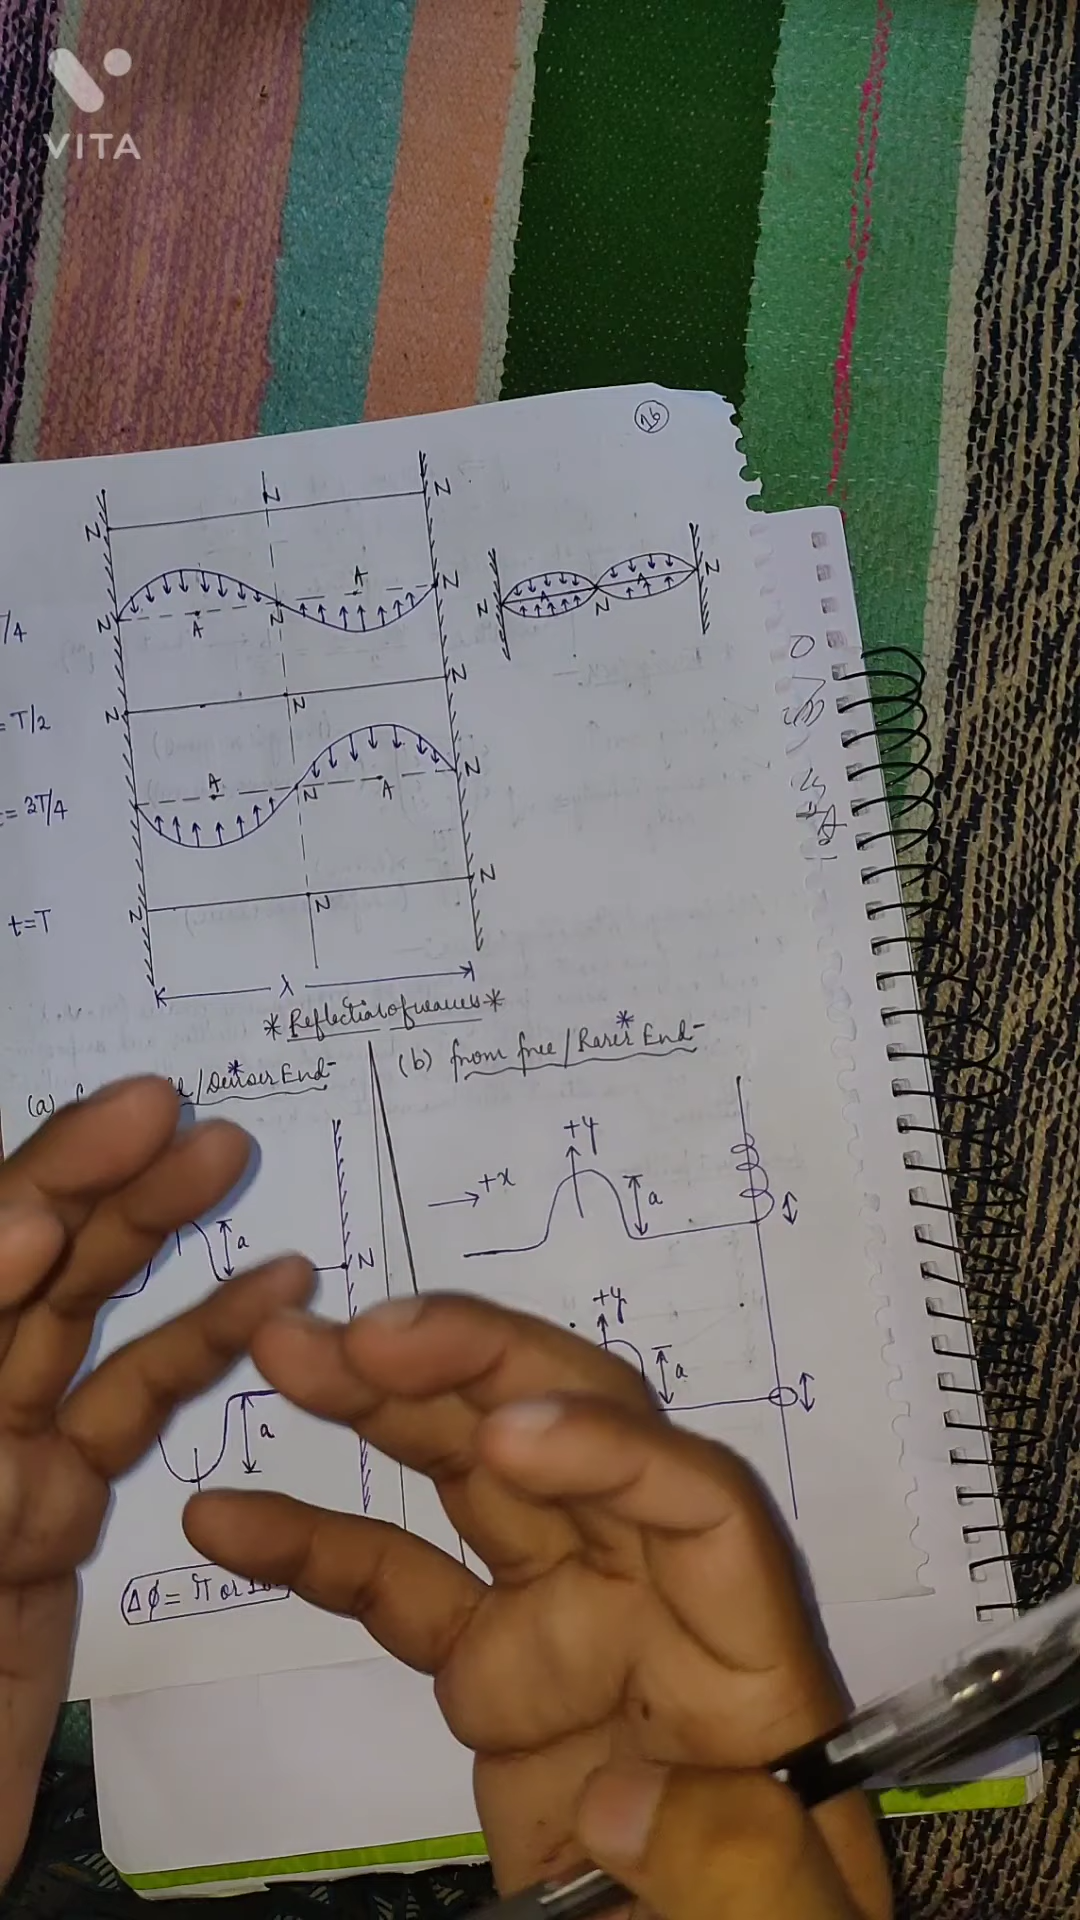 VITA
16
N N N
/4 N A N A N
N A N A N
= T/2 N N N
= 3T/4 A N A N
t=T N N N
λ
* Reflection of waves *
(a) /Denser End-
(b) from free/Rarer End-
+x +y a
a N
+y a
a
Δφ = π or